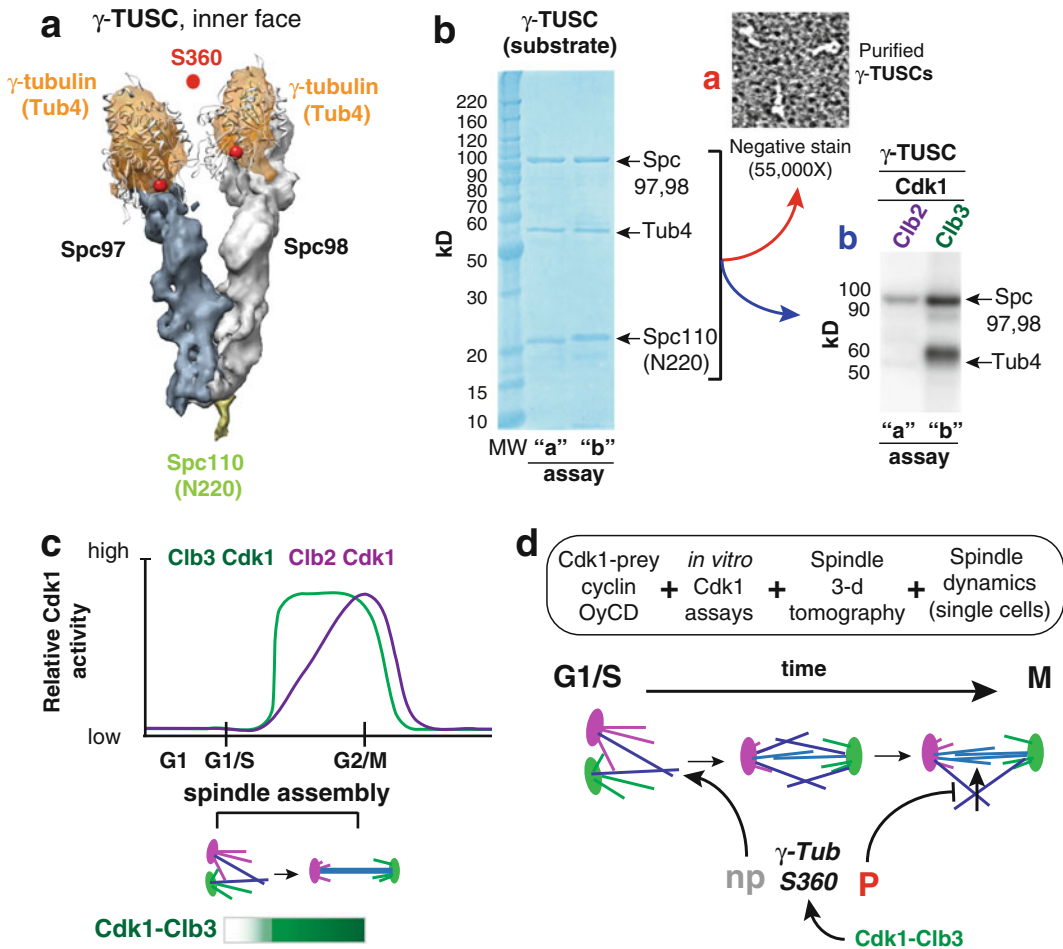 a
γ-TUSC, inner face
S360
γ-tubulin
(Tub4)
γ-tubulin
(Tub4)
Spc97
Spc98
Spc110
(N220)
b
γ-TUSC
(substrate)
kD
220
160
120
100
90
80
70
60
50
30
20
15
10
Spc
97,98
Tub4
Spc110
(N220)
MW "a" "b"
assay
a
Purified
γ-TUSCs
Negative stain
(55,000X)
γ-TUSC
Cdk1
Clb2
Clb3
b
kD
100
90
60
50
Spc
97,98
Tub4
"a" "b"
assay
c
high
Clb3 Cdk1 Clb2 Cdk1
Relative Cdk1
activity
low
G1 G1/S G2/M
spindle assembly
Cdk1-Clb3
d
Cdk1-prey
cyclin
OyCD
+
in vitro
Cdk1
assays
+
Spindle
3-d
tomography
+
Spindle
dynamics
(single cells)
G1/S
time
M
np
γ-Tub
S360
P
Cdk1-Clb3